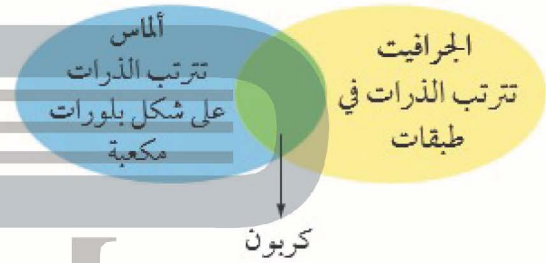 الجرافيت
تترتب الذرات في
طبقات
ألماس
تترتب الذرات
على شكل بلورات
مكعبة
كربون